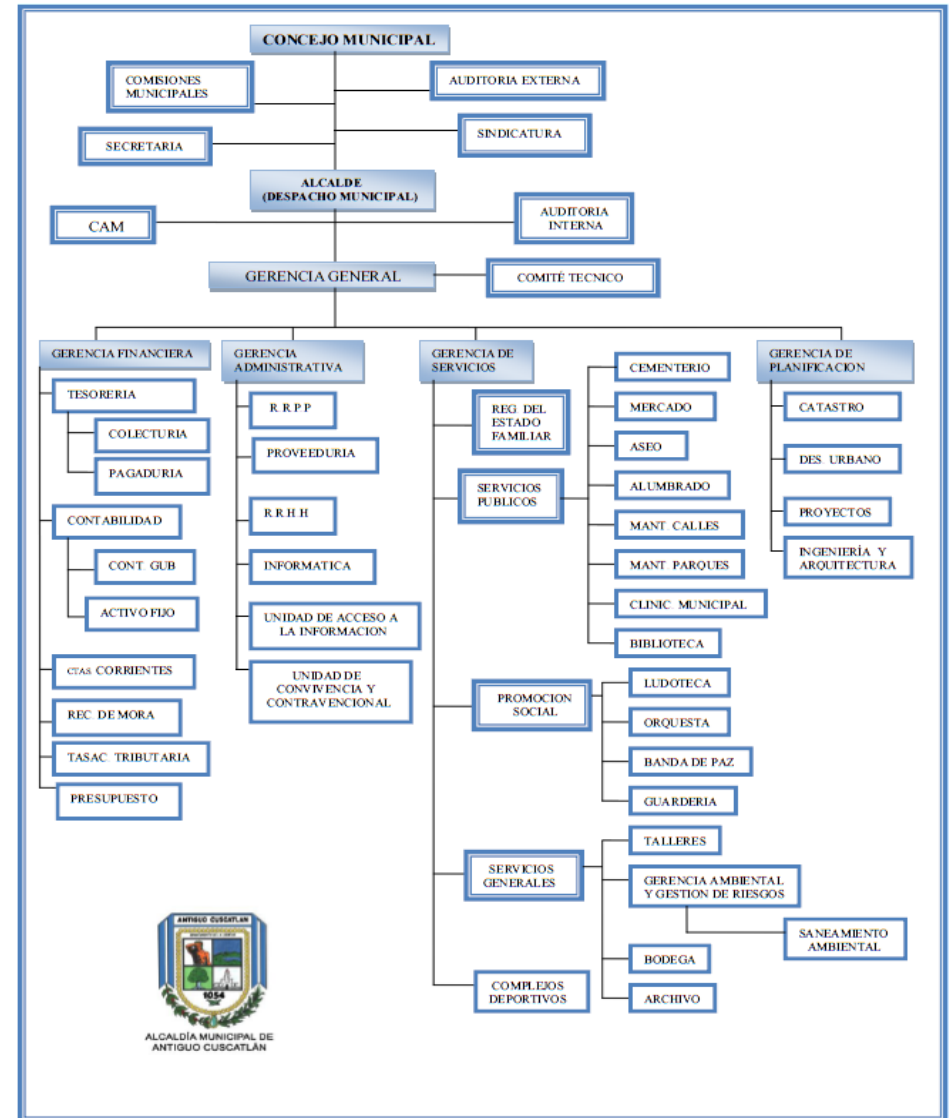 CONCEJO MUNICIPAL
COMISIONES
MUNICIPALES
AUDITORIA EXTERNA
SECRETARIA
SINDICATURA
ALCALDE
(DESPACHO MUNICIPAL)
CAM
AUDITORIA
INTERNA
GERENCIA GENERAL
COMITÉ TECNICO
GERENCIA FINANCIERA
TESORERIA
COLECTURIA
PAGADURIA
CONTABILIDAD
CONT. GUB
ACTIVO FIJO
CTAS. CORRIENTES
REC. DE MORA
TASAC. TRIBUTARIA
PRESUPUESTO
GERENCIA
ADMINISTRATIVA
R.R.P.P
PROVEEDURIA
R.R.H.H
INFORMATICA
UNIDAD DE ACCESO A
LA INFORMACION
UNIDAD DE
CONVIVENCIA Y
CONTRAVENCIONAL
GERENCIA DE
SERVICIOS
REG. DEL
ESTADO
FAMILIAR
SERVICIOS
PUBLICOS
CEMENTERIO
MERCADO
ASEO
ALUMBRADO
MANT. CALLES
MANT. PARQUES
CLINIC. MUNICIPAL
BIBLIOTECA
PROMOCION
SOCIAL
LUDOTECA
ORQUESTA
BANDA DE PAZ
GUARDERIA
SERVICIOS
GENERALES
TALLERES
GERENCIA AMBIENTAL
Y GESTION DE RIESGOS
SANEAMIENTO
AMBIENTAL
BODEGA
ARCHIVO
COMPLEJOS
DEPORTIVOS
GERENCIA DE
PLANIFICACION
CATASTRO
DES. URBANO
PROYECTOS
INGENIERÍA Y
ARQUITECTURA
ANTIGUO CUSCATLAN
1054
ALCALDÍA MUNICIPAL DE
ANTIGUO CUSCATLÁN